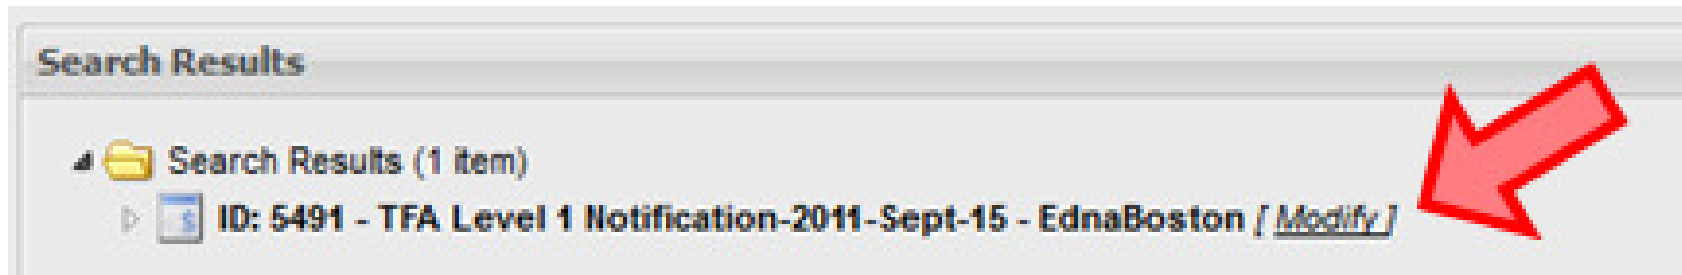 Search Results
Search Results (1 item)
ID: 5491 - TFA Level 1 Notification-2011-Sept-15 - EdnaBoston [ Modify ]